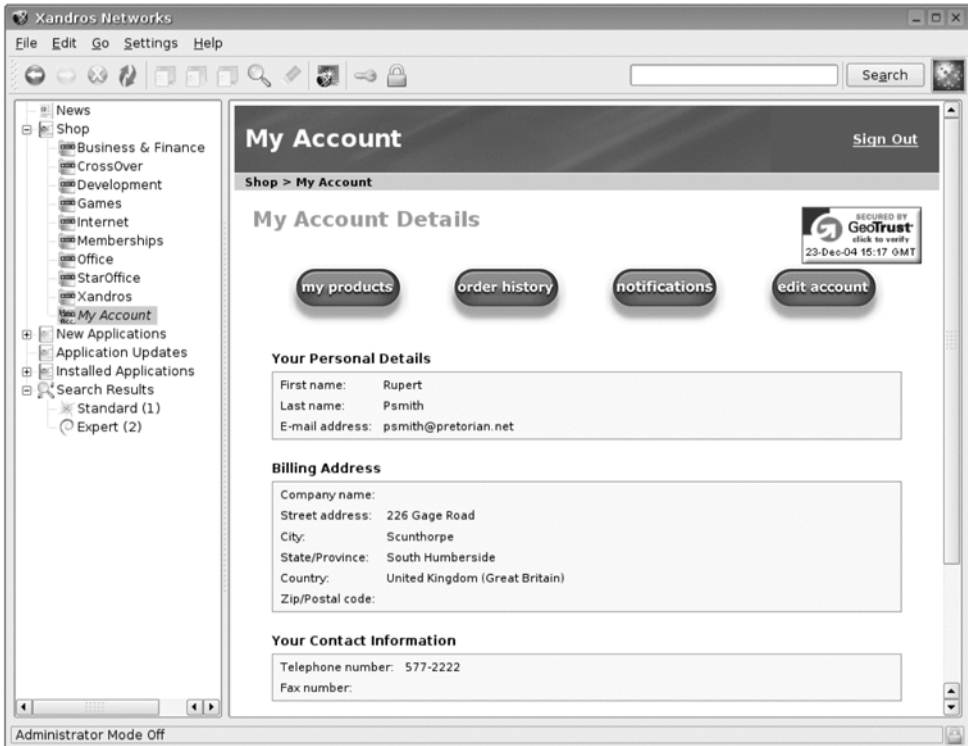 Xandros Networks
File Edit Go Settings Help
Search
News
Shop
Business & Finance
CrossOver
Development
Games
Internet
Memberships
Office
StarOffice
Xandros
My Account
New Applications
Application Updates
Installed Applications
Search Results
Standard (1)
Expert (2)
My Account
Sign Out
Shop > My Account
My Account Details
SECURED BY
GeoTrust
click to verify
23-Dec-04 15:17 GMT
my products
order history
notifications
edit account
Your Personal Details
First name: Rupert
Last name: Psmith
E-mail address: psmith@pretorian.net
Billing Address
Company name:
Street address: 226 Gage Road
City: Scunthorpe
State/Province: South Humberside
Country: United Kingdom (Great Britain)
Zip/Postal code:
Your Contact Information
Telephone number: 577-2222
Fax number:
Administrator Mode Off